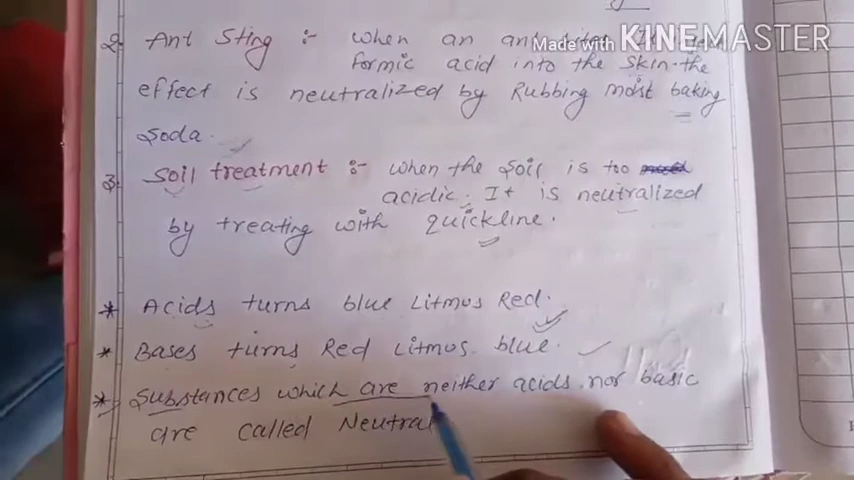 Made with KINEMASTER
2. Ant Sting :- when an ant
formic acid into the skin. the
effect is neutralized by Rubbing moist baking
soda.
3. Soil treatment :- when the soil is too
acidic. It is neutralized
by treating with quickline.
* Acids turns blue Litmus Red.
* Bases turns Red Litmus blue.
* Substances which are neither acids nor basic
are called Neutral